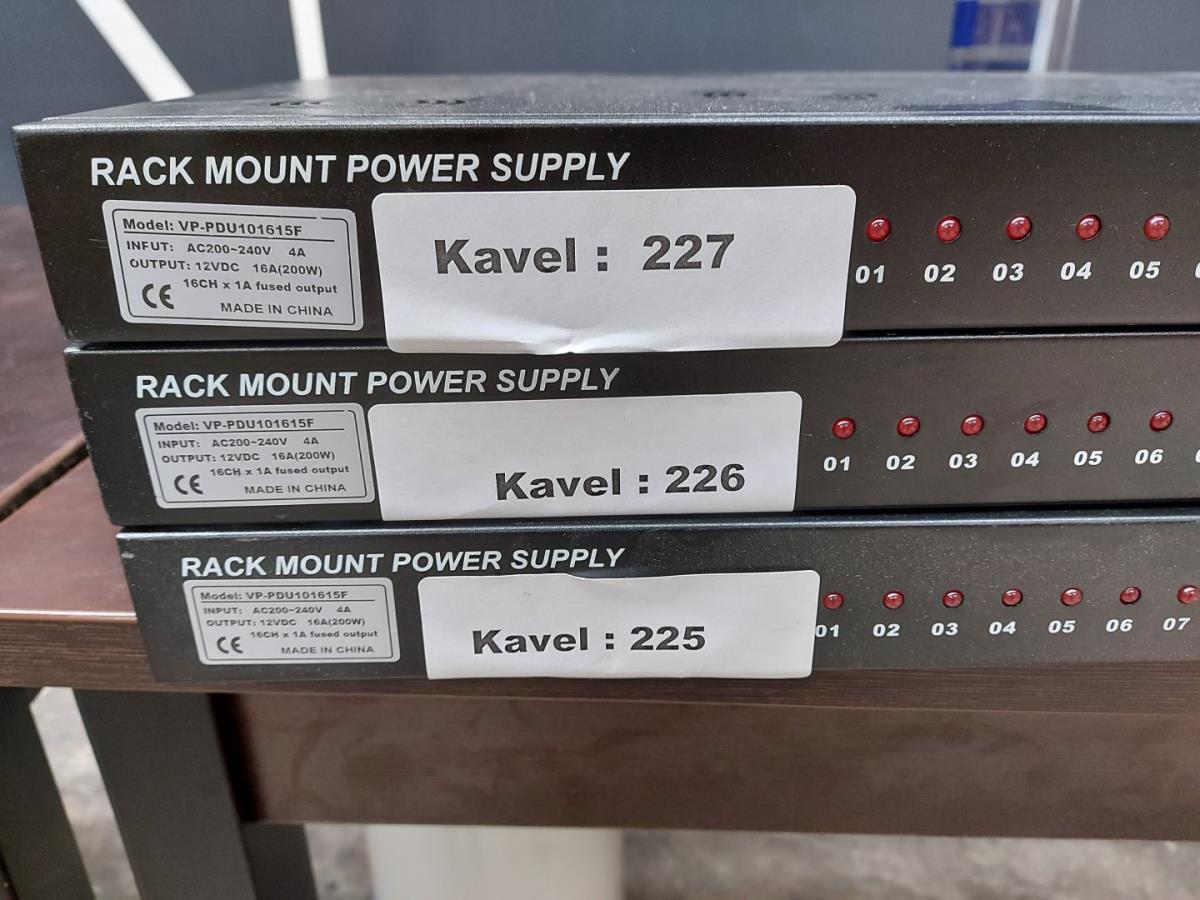 RACK MOUNT POWER SUPPLY
Model: VP-PDU101615F
INPUT: AC200~240V 4A
OUTPUT: 12VDC 16A(200W)
16CH x 1A fused output
CE MADE IN CHINA
Kavel : 227
01 02 03 04 05
RACK MOUNT POWER SUPPLY
Model: VP-PDU101615F
INPUT: AC200~240V 4A
OUTPUT: 12VDC 16A(200W)
16CH x 1A fused output
CE MADE IN CHINA
Kavel : 226
01 02 03 04 05 06
RACK MOUNT POWER SUPPLY
Model: VP-PDU101615F
INPUT: AC200~240V 4A
OUTPUT: 12VDC 16A(200W)
16CH x 1A fused output
CE MADE IN CHINA
Kavel : 225
01 02 03 04 05 06 07